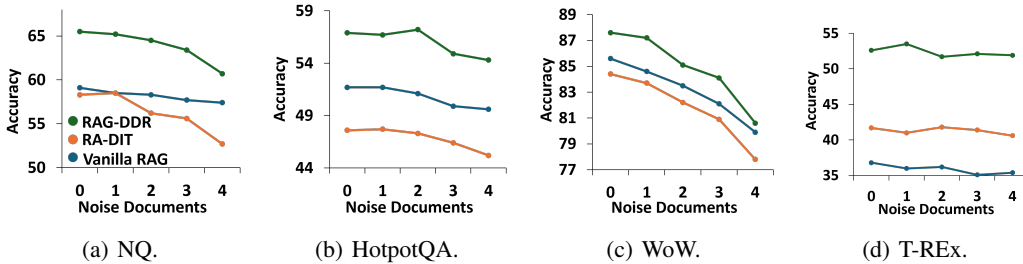 Accuracy
65
60
55
50
RAG-DDR
RA-DIT
Vanilla RAG
0 1 2 3 4
Noise Documents
(a) NQ.
Accuracy
59
54
49
44
0 1 2 3 4
Noise Documents
(b) HotpotQA.
Accuracy
89
87
85
83
81
79
77
0 1 2 3 4
Noise Documents
(c) WoW.
Accuracy
55
50
45
40
35
0 1 2 3 4
Noise Documents
(d) T-REx.